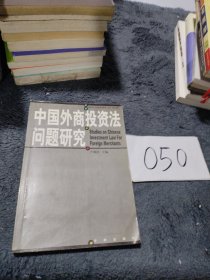 中国外商投资法
问题研究
Studies on Chinese
Investment Law For
Foreign Merchants
050